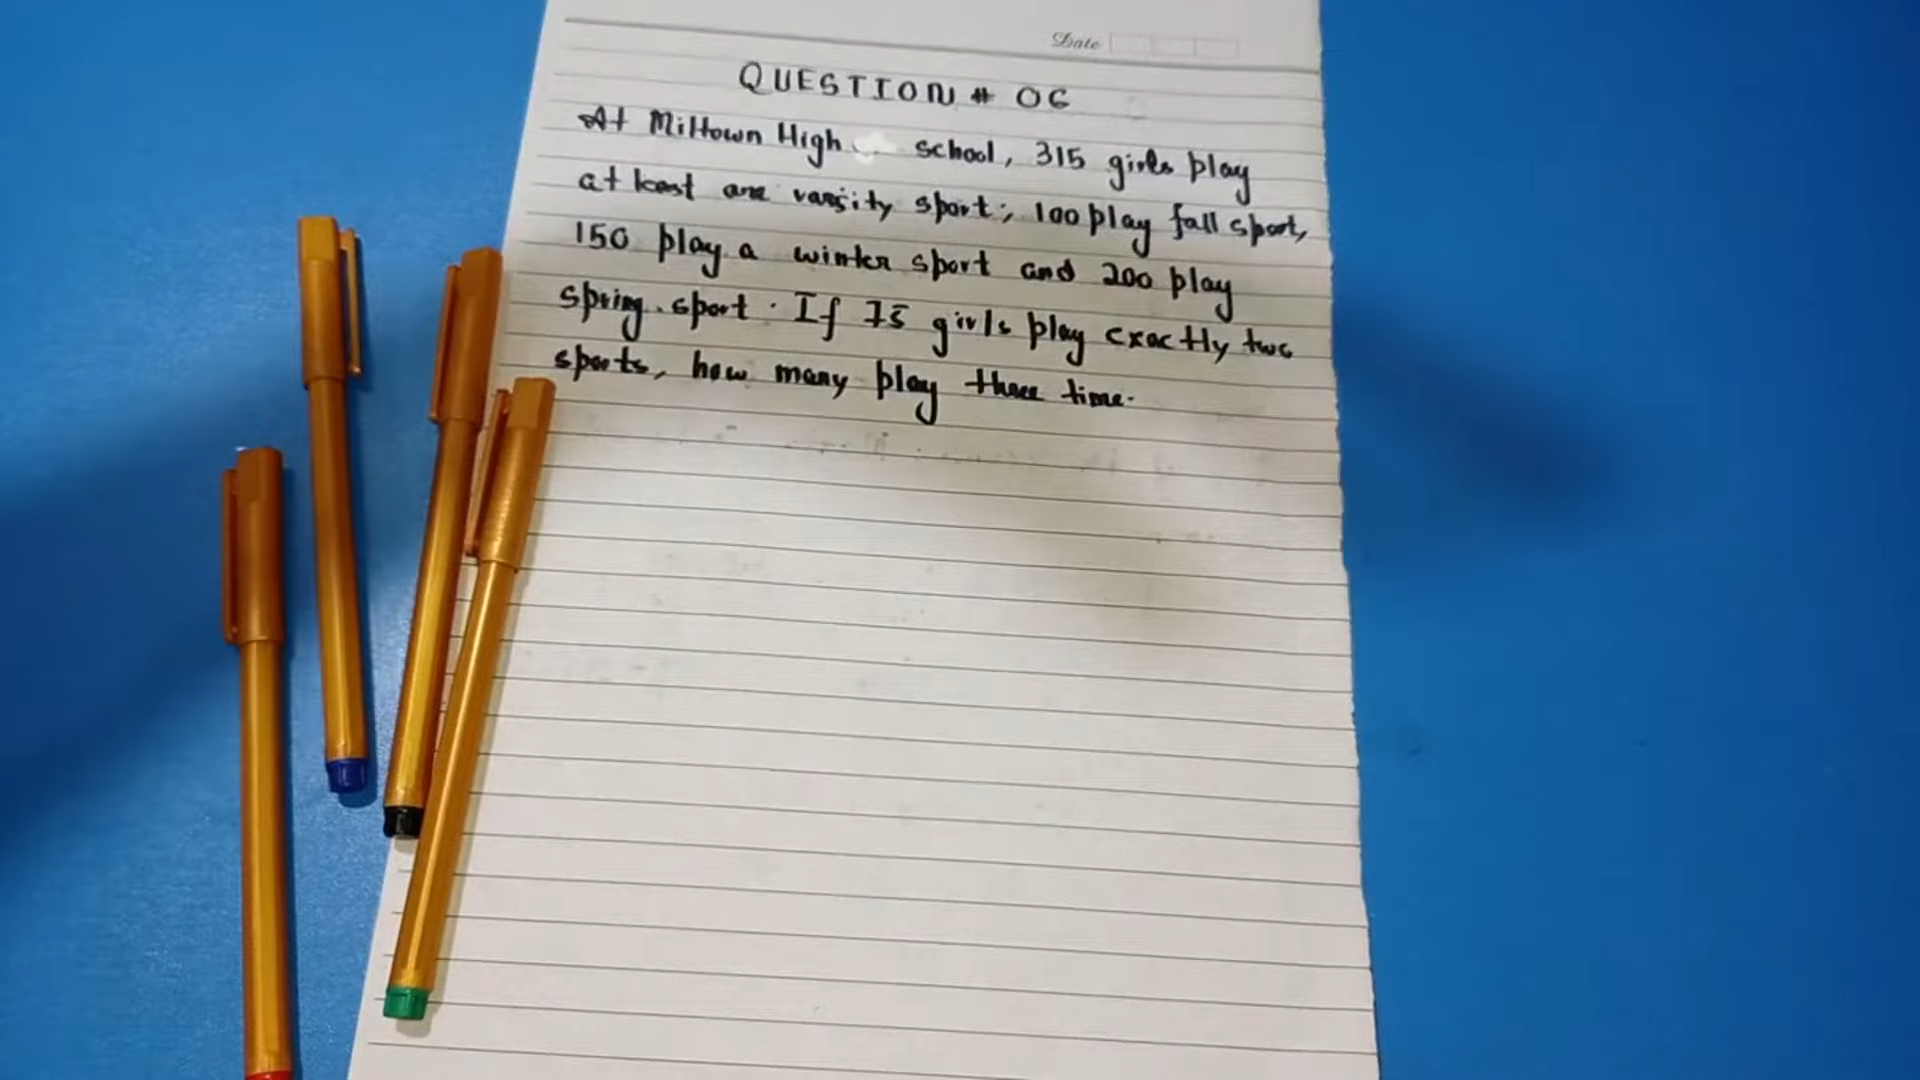 Date
QUESTION # 06
At Miltown High school, 315 girls play
at least one varsity sport; 100 play fall sport,
150 play a winter sport and 200 play
spring sport. If 75 girls play exactly two
sports, how many play three time.